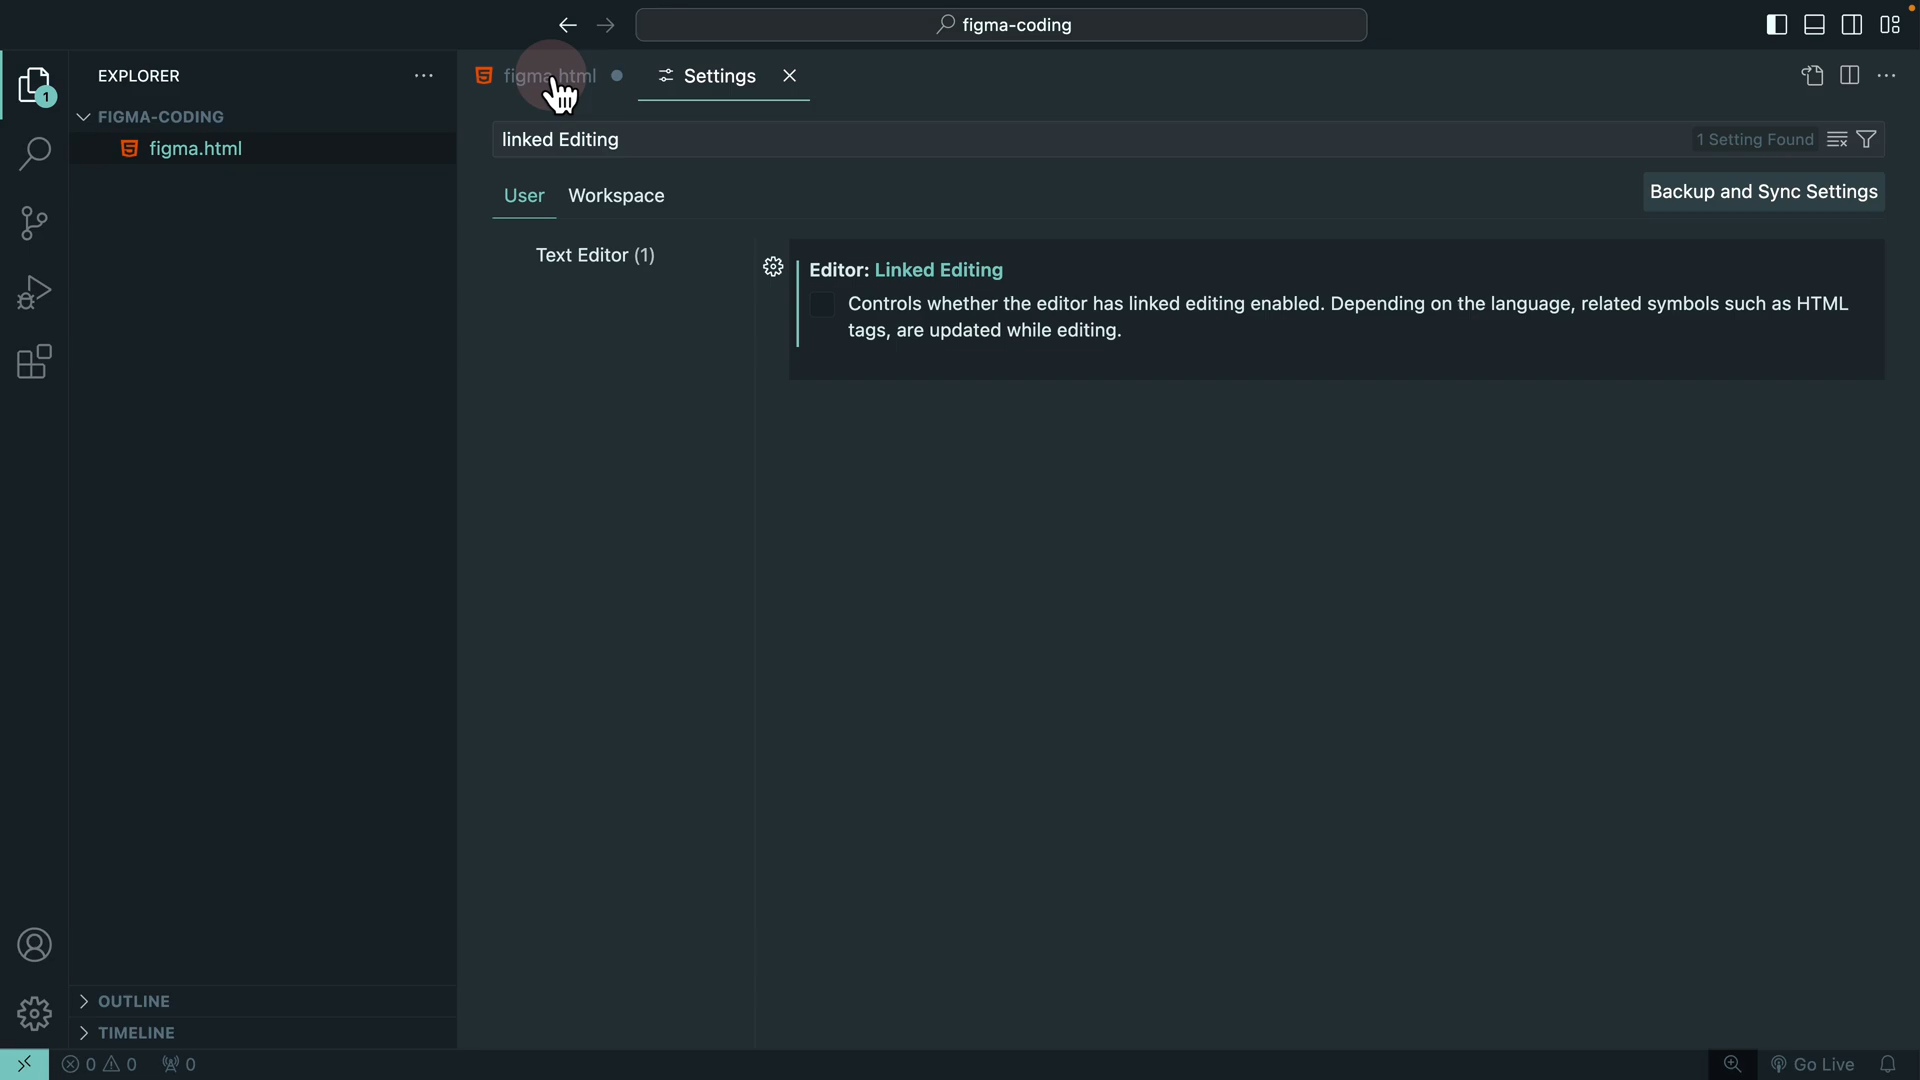 figma-coding
EXPLORER
FIGMA-CODING
figma.html
1
figma.html
Settings
linked Editing
1 Setting Found
User
Workspace
Backup and Sync Settings
Text Editor (1)
Editor: Linked Editing
Controls whether the editor has linked editing enabled. Depending on the language, related symbols such as HTML
tags, are updated while editing.
OUTLINE
TIMELINE
0
0
0
Go Live